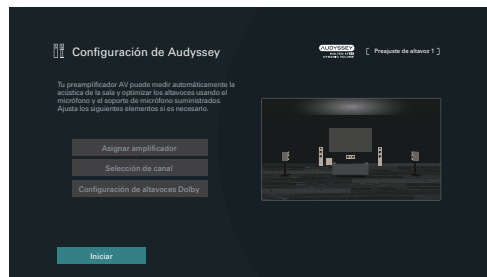 Configuración de Audyssey
AUDYSSEY
[ Preajuste de altavoz 1 ]
Tu preamplificador AV puede medir automáticamente la
acústica de la sala y optimizar los altavoces usando el
micrófono y el soporte de micrófono suministrados.
Ajusta los siguientes elementos si es necesario.
Asignar amplificador
Selección de canal
Configuración de altavoces Dolby
Iniciar